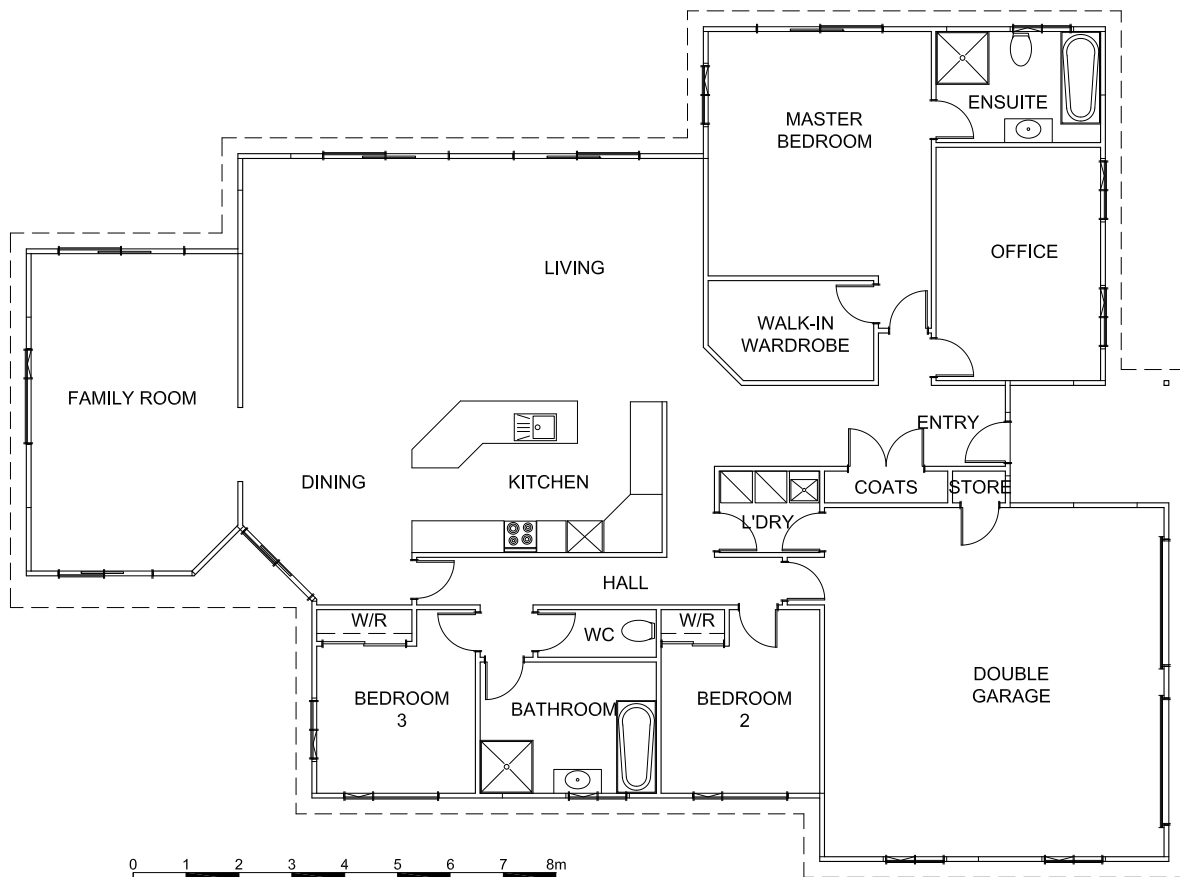 ENSUITE
MASTER
BEDROOM
OFFICE
LIVING
WALK-IN
WARDROBE
FAMILY ROOM
ENTRY
DINING
KITCHEN
COATS
STORE
L'DRY
HALL
W/R
WC
W/R
BEDROOM
3
BATHROOM
BEDROOM
2
DOUBLE
GARAGE
0 1 2 3 4 5 6 7 8m